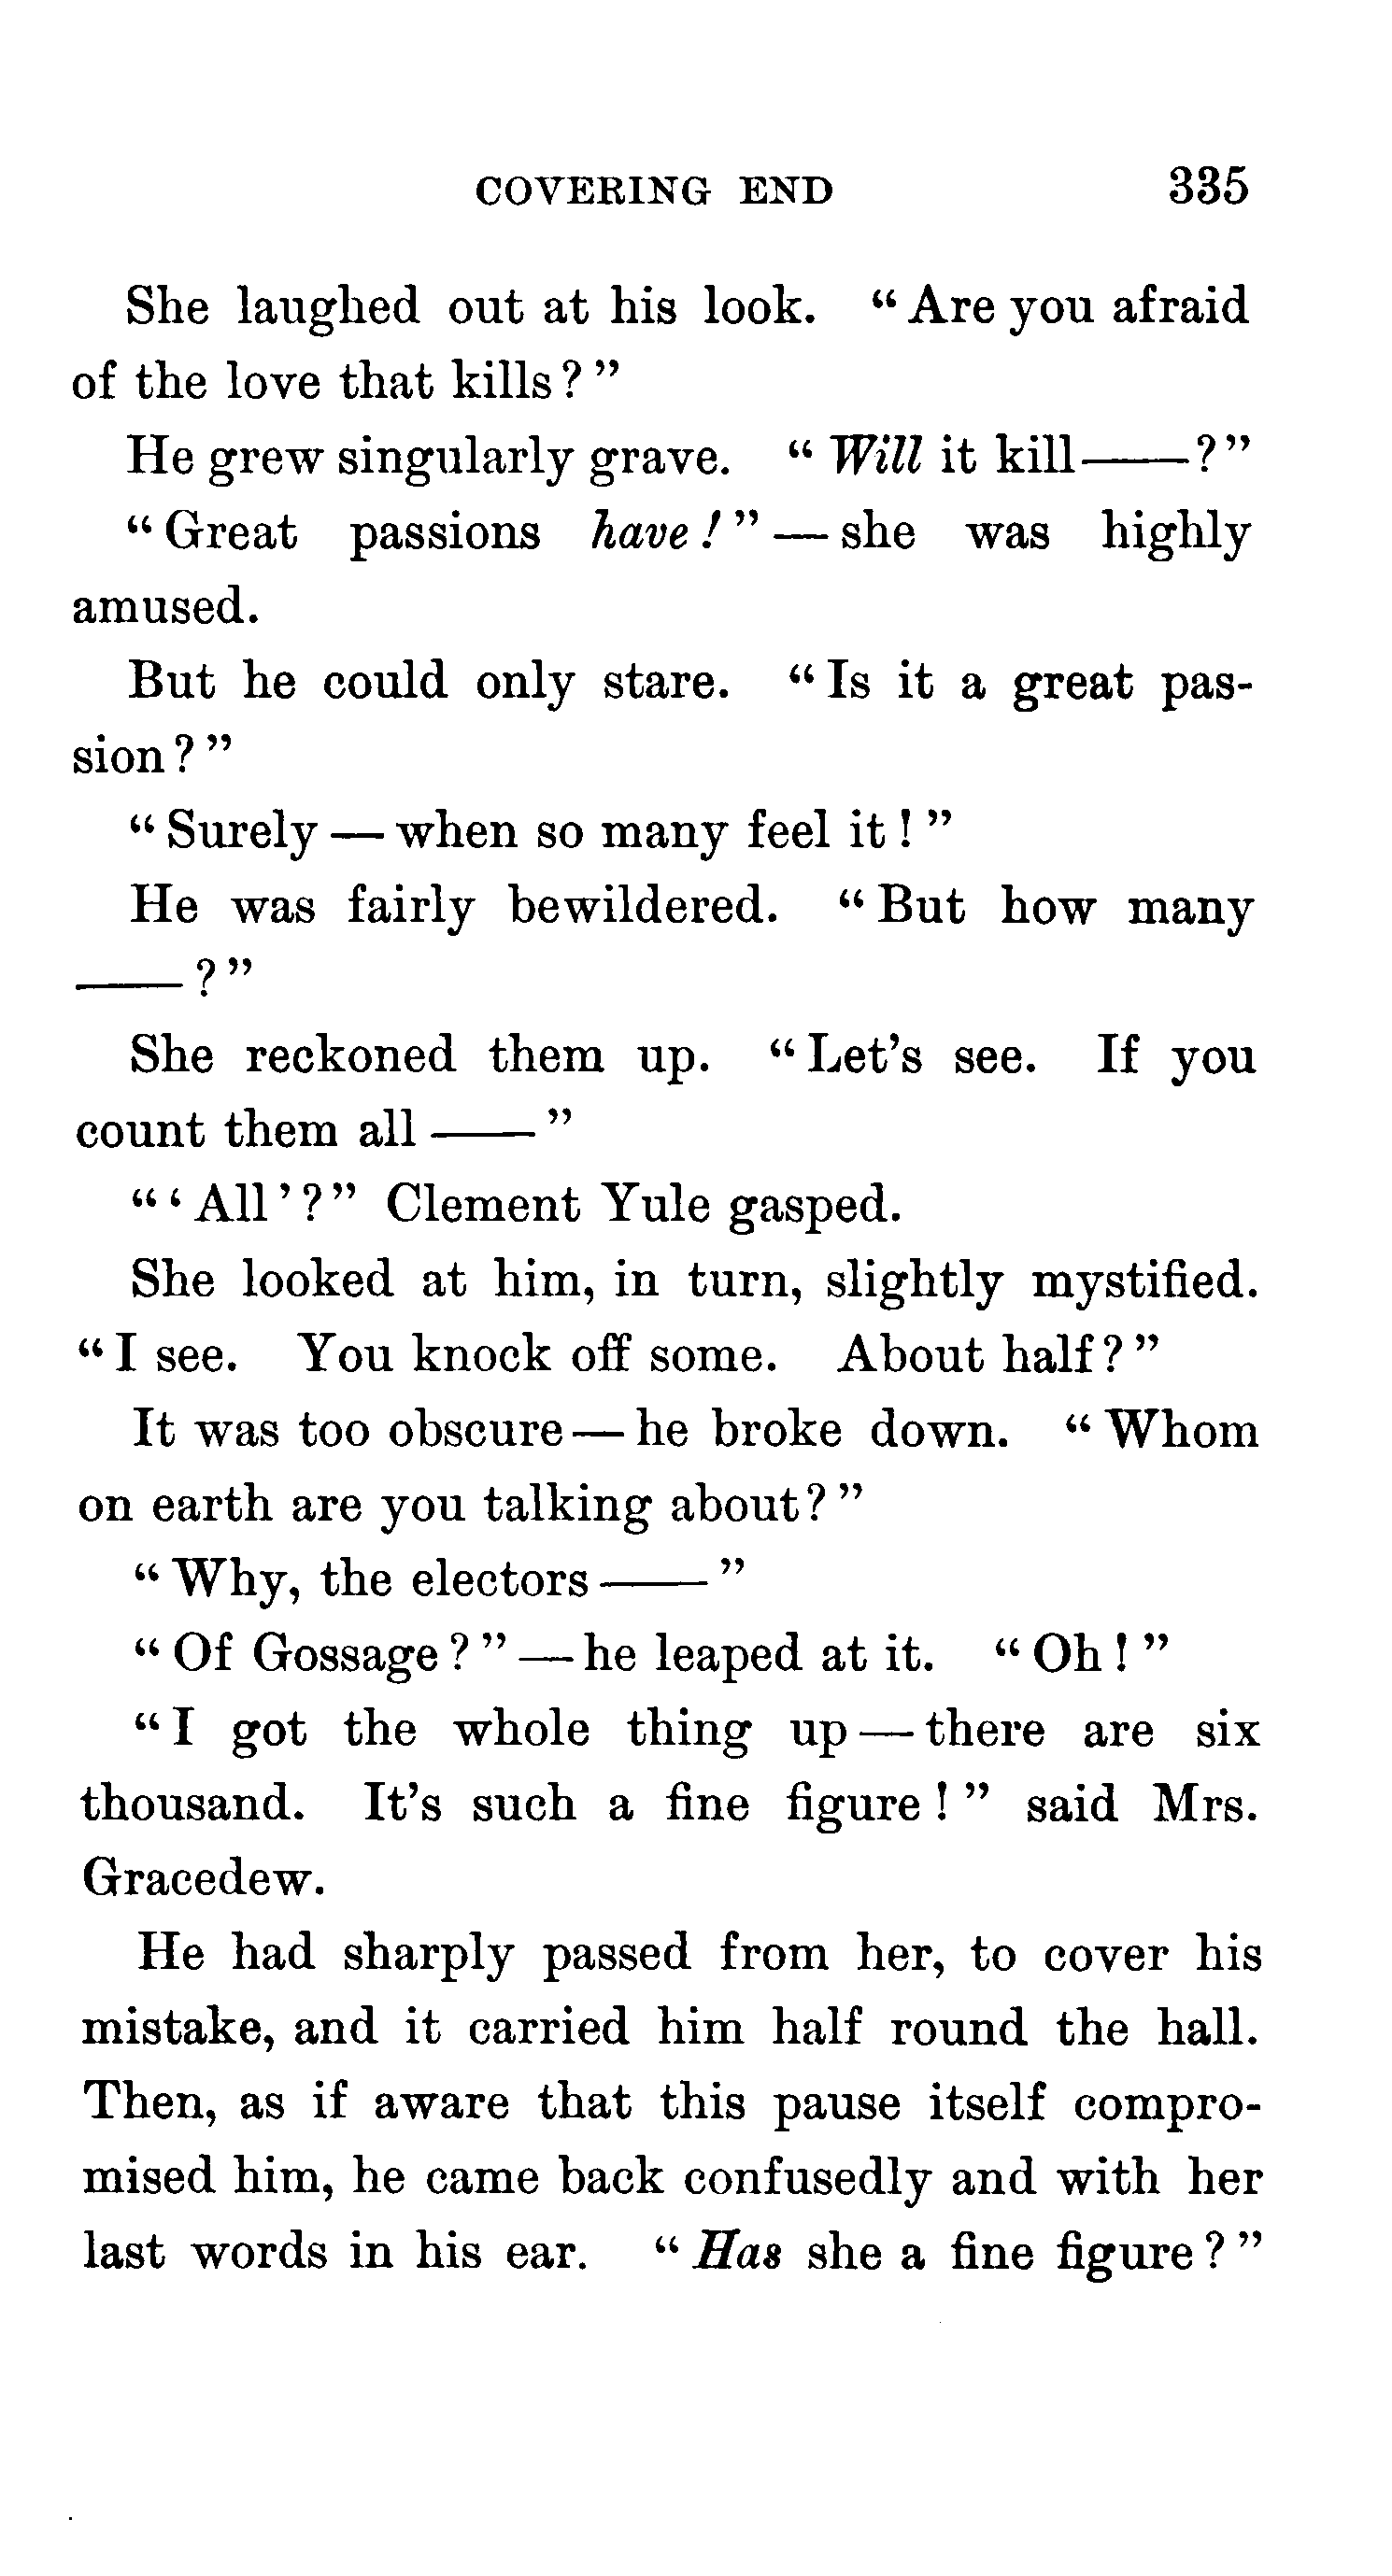 COVERING END 335
She laughed out at his look. “Are you afraid
of the love that kills?”
He grew singularly grave. “Will it kill——?”
“Great passions have!”—she was highly
amused.
But he could only stare. “Is it a great pas-
sion?”
“Surely—when so many feel it!”
He was fairly bewildered. “But how many
——?”
She reckoned them up. “Let’s see. If you
count them all——”
“‘All’?” Clement Yule gasped.
She looked at him, in turn, slightly mystified.
“I see. You knock off some. About half?”
It was too obscure—he broke down. “Whom
on earth are you talking about?”
“Why, the electors——”
“Of Gossage?”—he leaped at it. “Oh!”
“I got the whole thing up—there are six
thousand. It’s such a fine figure!” said Mrs.
Gracedew.
He had sharply passed from her, to cover his
mistake, and it carried him half round the hall.
Then, as if aware that this pause itself compro-
mised him, he came back confusedly and with her
last words in his ear. “Has she a fine figure?”